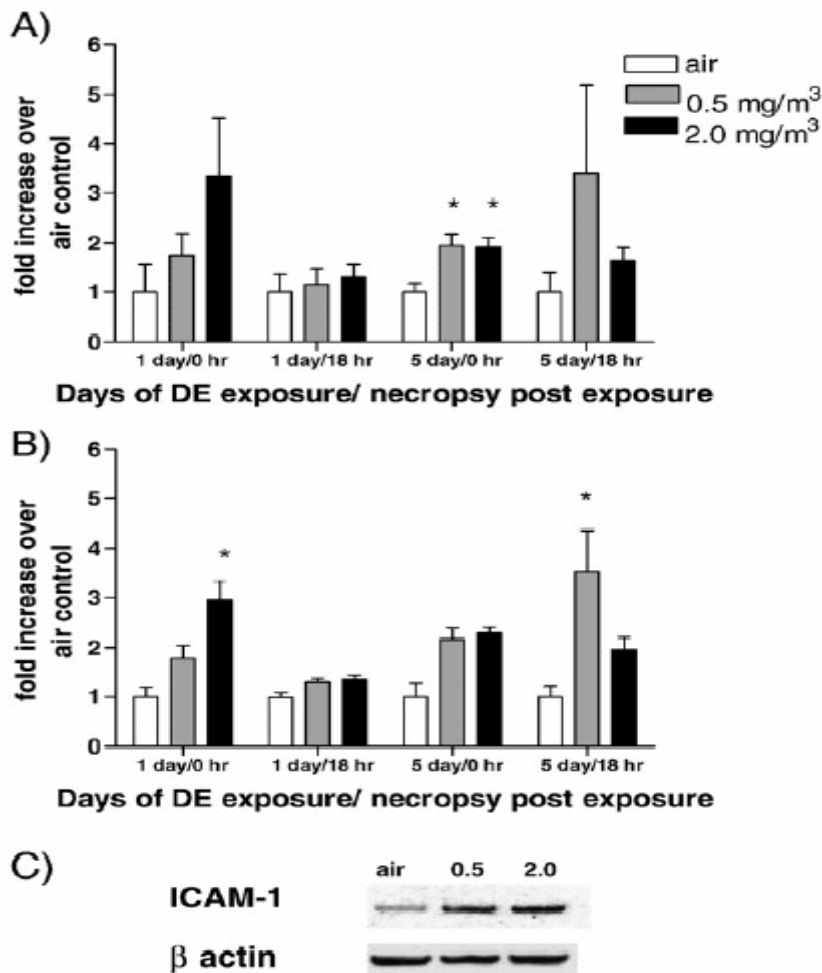 A)
fold increase over
air control
6
5
4
3
2
1
0
air
0.5 mg/m³
2.0 mg/m³
* *
1 day/0 hr 1 day/18 hr 5 day/0 hr 5 day/18 hr
Days of DE exposure/ necropsy post exposure
B)
fold increase over
air control
6
5
4
3
2
1
0
* *
1 day/0 hr 1 day/18 hr 5 day/0 hr 5 day/18 hr
Days of DE exposure/ necropsy post exposure
C)
air 0.5 2.0
ICAM-1
β actin